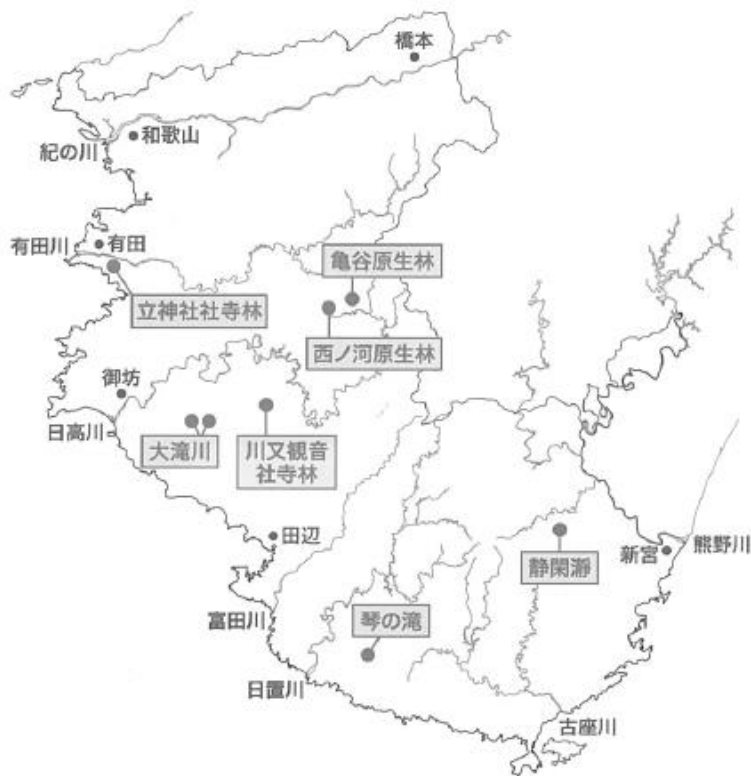 橋本
和歌山
紀の川
有田川
有田
亀谷原生林
立神社社寺林
西ノ河原生林
御坊
日高川
大滝川
川又観音
社寺林
田辺
静閑瀞
新宮
熊野川
富田川
琴の滝
日置川
古座川